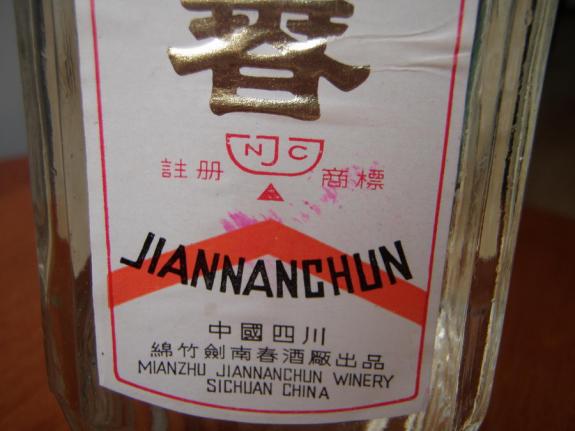 春
NJC
註册 商標
JIANNANCHUN
中國四川
綿竹劍南春酒廠出品
MIANZHU JIANNANCHUN WINERY
SICHUAN CHINA